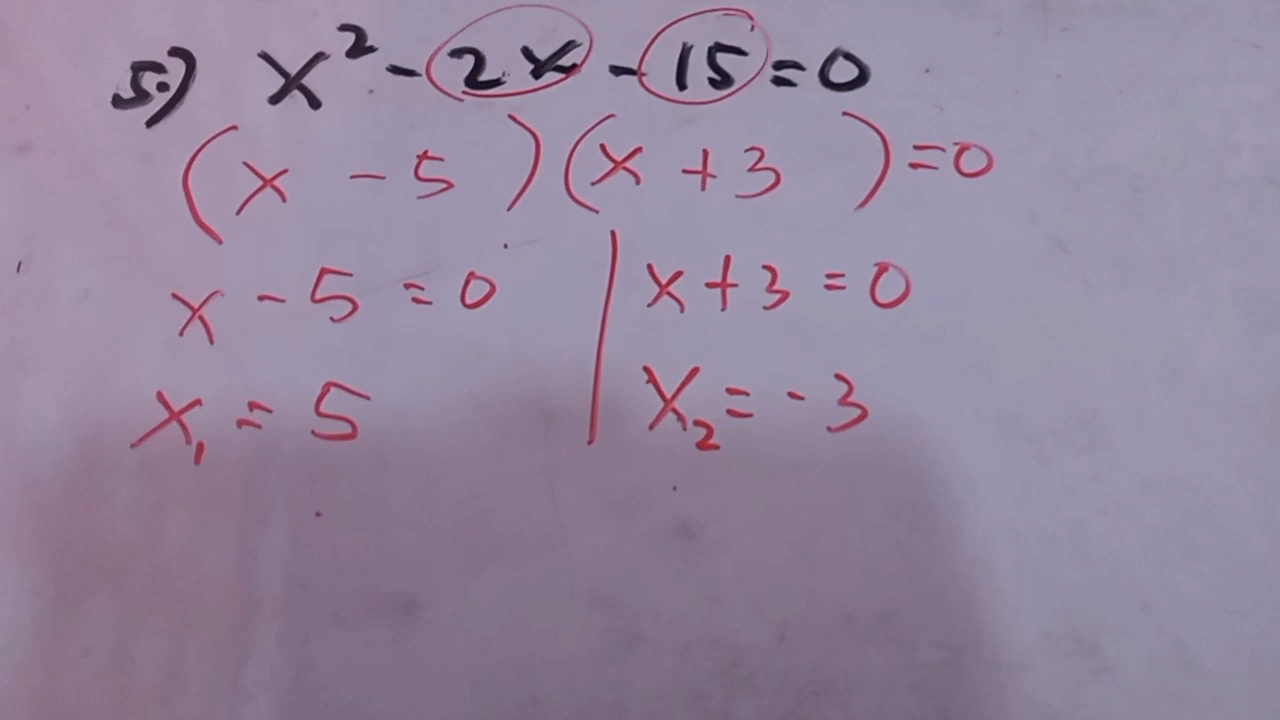 5.) x² - 2x - 15 = 0
(x - 5) (x + 3) = 0
x - 5 = 0 | x + 3 = 0
x₁ = 5 | x₂ = -3